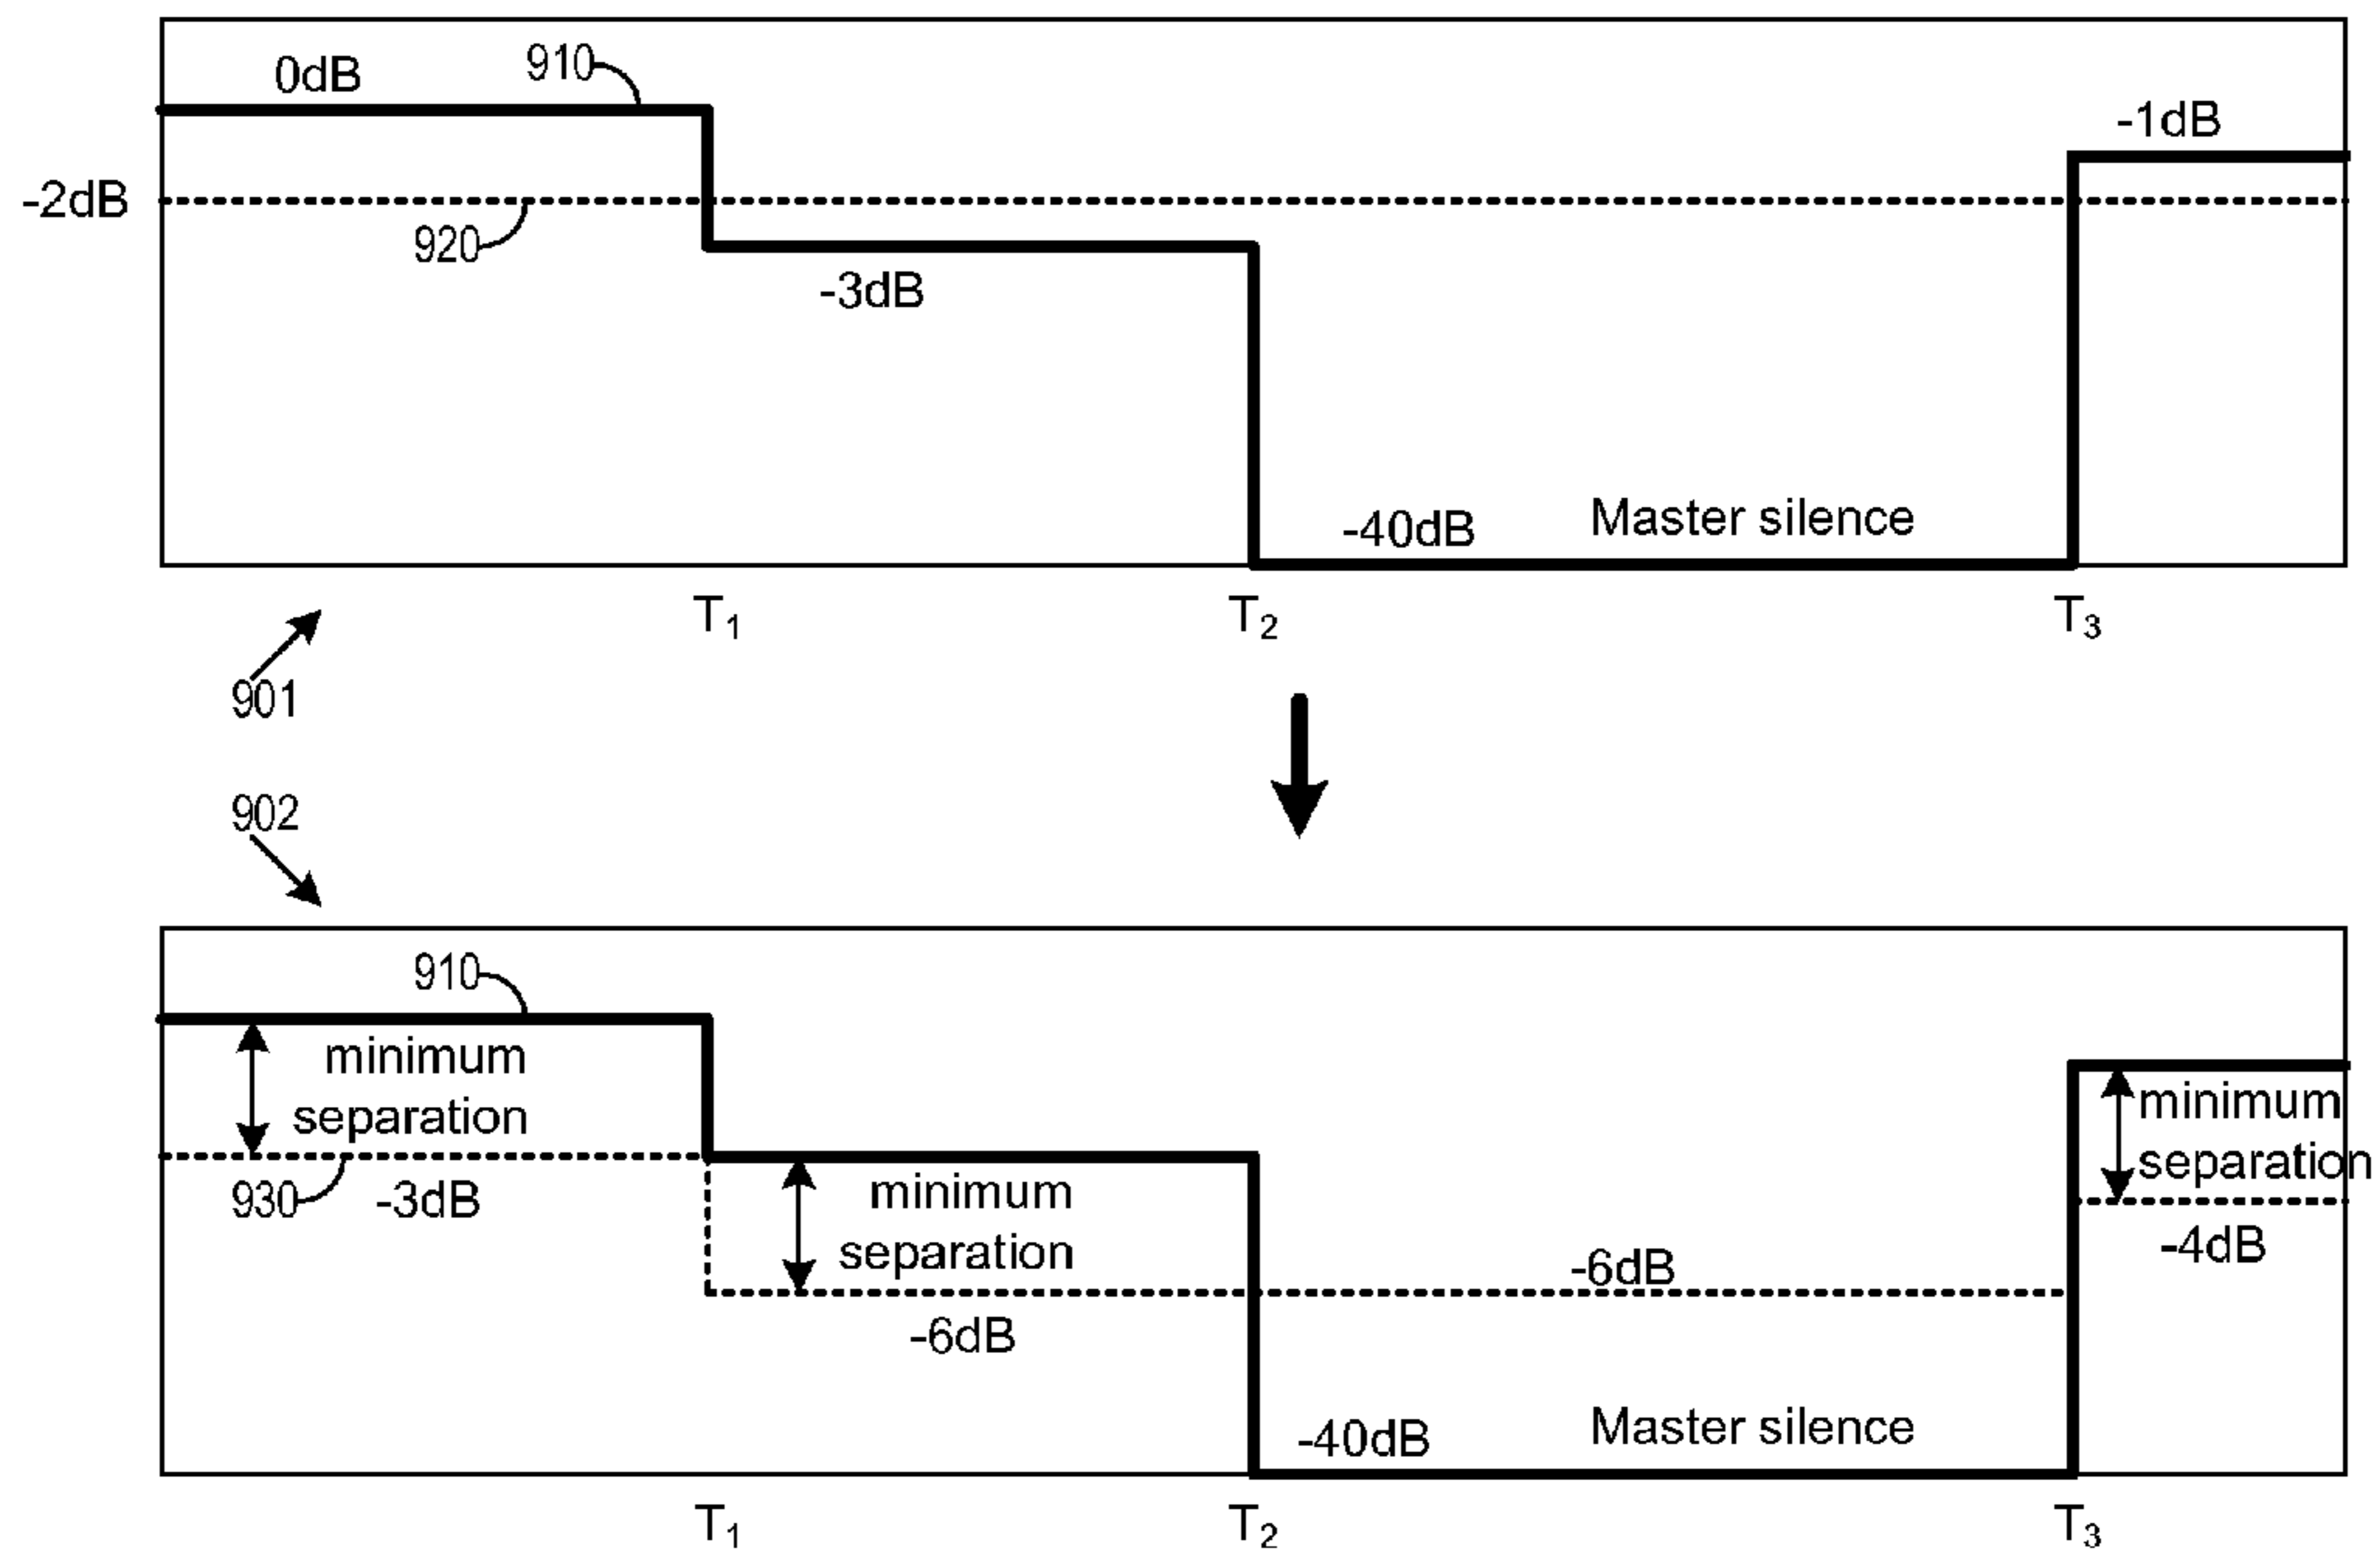 0dB
910
-1dB
-2dB
920
-3dB
-40dB
Master silence
T1
T2
T3
901
902
910
minimum
separation
minimum
separation
930
-3dB
minimum
separation
-6dB
-4dB
-6dB
-40dB
Master silence
T1
T2
T3